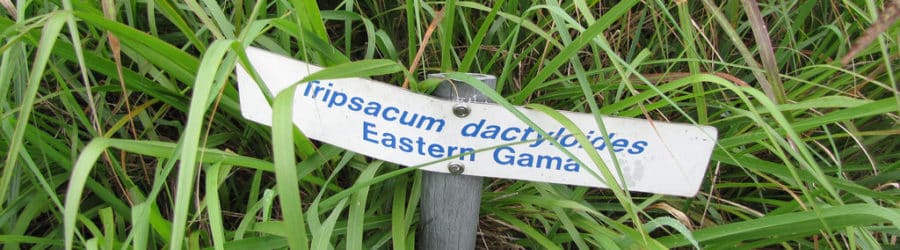 Tripsacum dactyloides
Eastern Gama